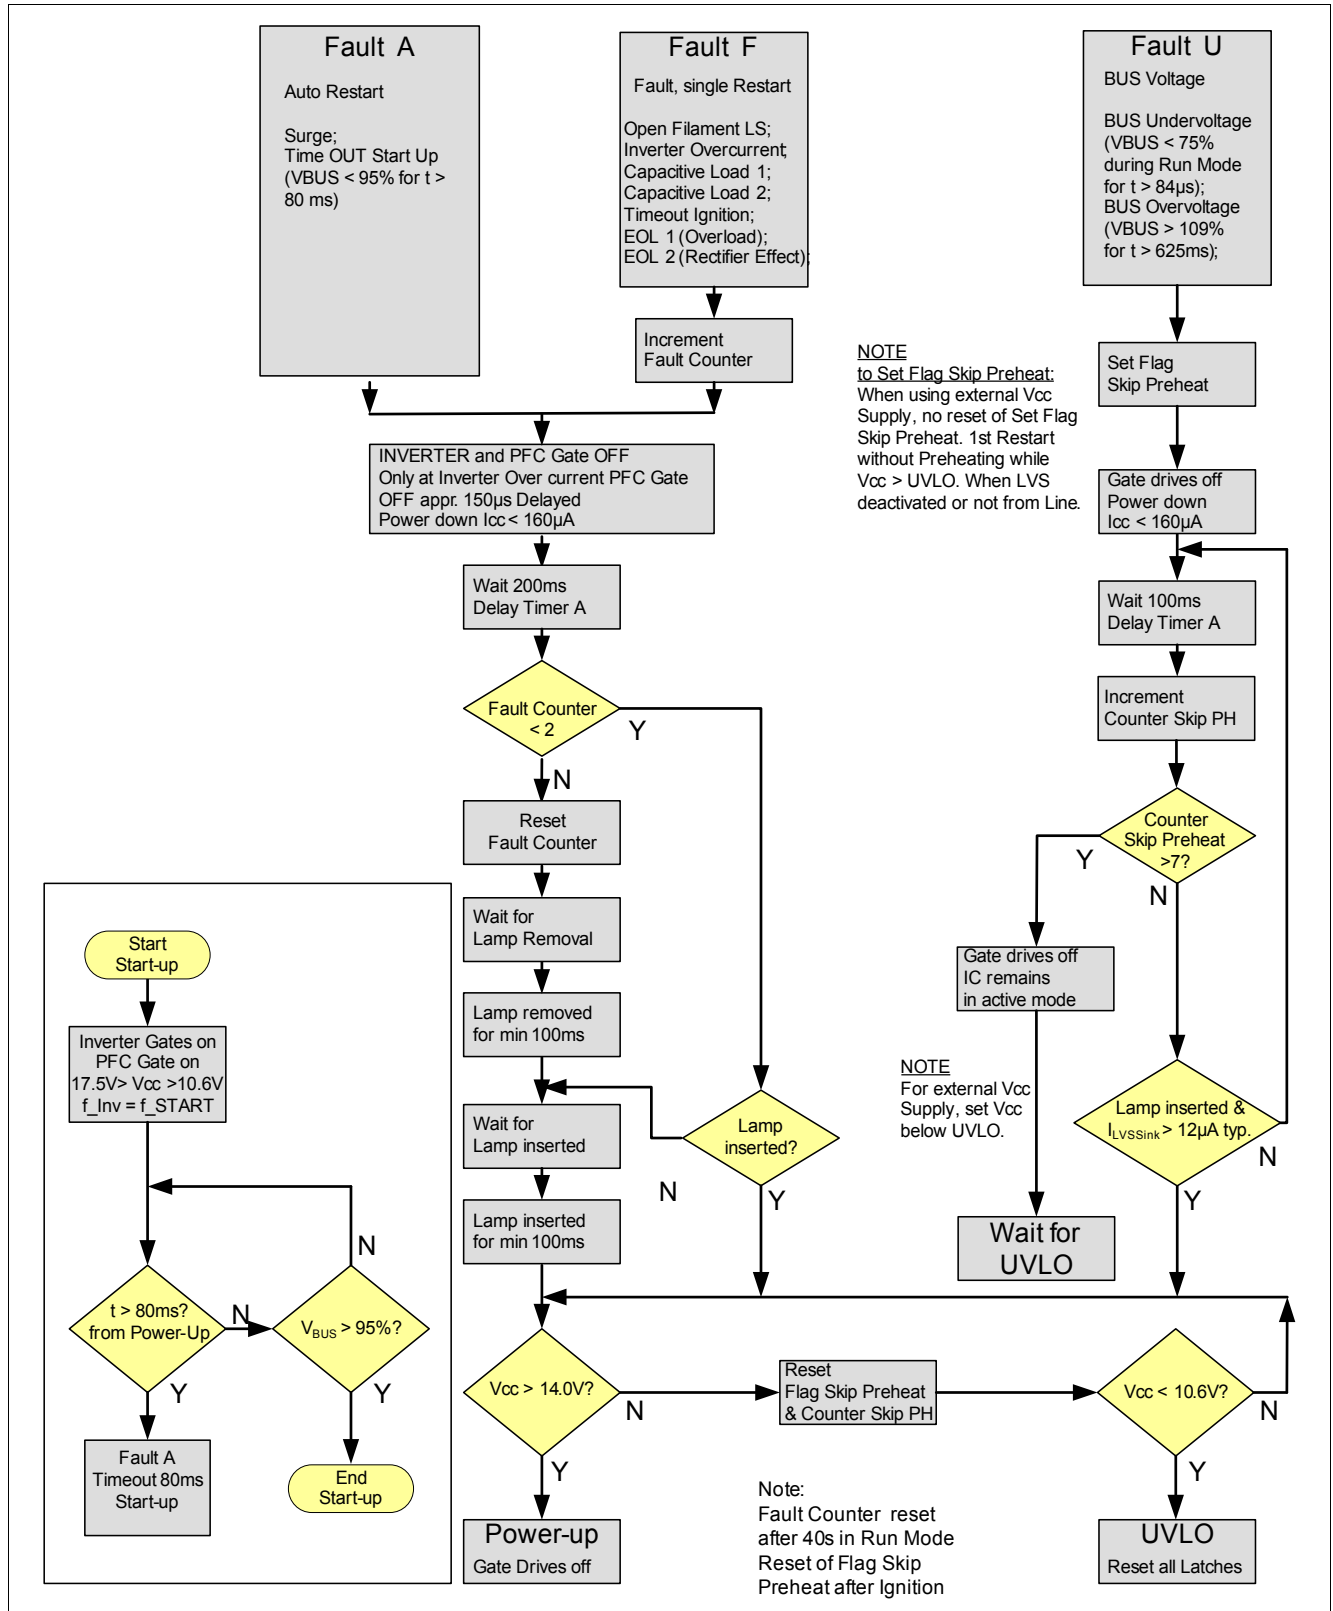 Fault A
Auto Restart
Surge;
Time OUT Start Up
(VBUS < 95% for t >
80 ms)
Fault F
Fault, single Restart
Open Filament LS;
Inverter Overcurrent;
Capacitive Load 1;
Capacitive Load 2;
Timeout Ignition;
EOL 1 (Overload);
EOL 2 (Rectifier Effect);
Fault U
BUS Voltage
BUS Undervoltage
(VBUS < 75%
during Run Mode
for t > 84µs);
BUS Overvoltage
(VBUS > 109%
for t > 625ms);
Increment
Fault Counter
NOTE
to Set Flag Skip Preheat:
When using external Vcc
Supply, no reset of Set Flag
Skip Preheat. 1st Restart
without Preheating while
Vcc > UVLO. When LVS
deactivated or not from Line.
Set Flag
Skip Preheat
INVERTER and PFC Gate OFF
Only at Inverter Over current PFC Gate
OFF appr. 150µs Delayed
Power down Icc < 160µA
Gate drives off
Power down
Icc < 160µA
Wait 200ms
Delay Timer A
Wait 100ms
Delay Timer A
Fault Counter
< 2
Y
N
Increment
Counter Skip PH
Reset
Fault Counter
Counter
Skip Preheat
>7?
Y
N
Wait for
Lamp Removal
Gate drives off
IC remains
in active mode
Lamp removed
for min 100ms
NOTE
For external Vcc
Supply, set Vcc
below UVLO.
Wait for
Lamp inserted
Lamp
inserted?
N
Y
Lamp inserted &
I_LVSSink > 12µA typ.
N
Y
Lamp inserted
for min 100ms
Wait for
UVLO
Start
Start-up
Inverter Gates on
PFC Gate on
17.5V> Vcc >10.6V
f_Inv = f_START
N
t > 80ms?
from Power-Up
N
V_BUS > 95%?
Y
Y
Fault A
Timeout 80ms
Start-up
End
Start-up
Vcc > 14.0V?
N
Reset
Flag Skip Preheat
& Counter Skip PH
Vcc < 10.6V?
N
Y
Y
Power-up
Gate Drives off
Note:
Fault Counter reset
after 40s in Run Mode
Reset of Flag Skip
Preheat after Ignition
UVLO
Reset all Latches